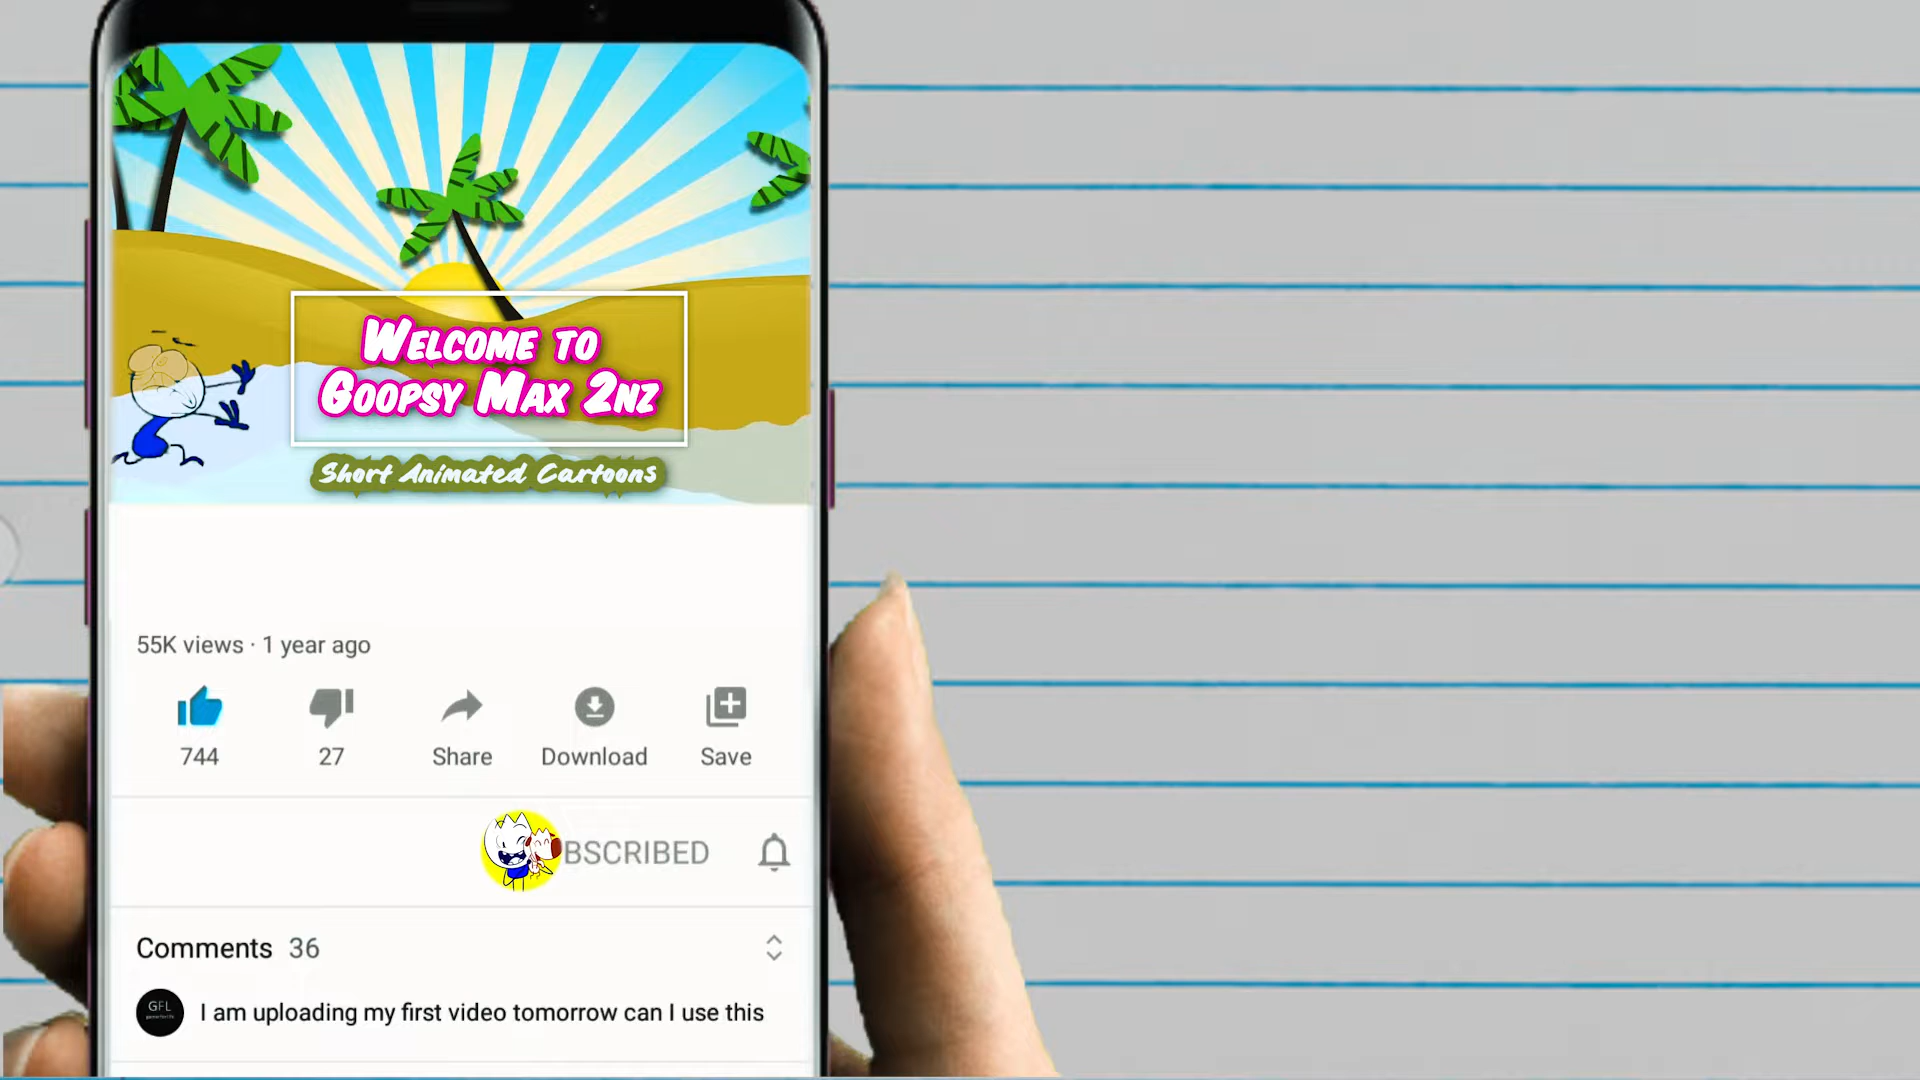 Welcome to
Goopsy Max 2nz
Short Animated Cartoons
55K views · 1 year ago
744
27
Share
Download
Save
BSCRIBED
Comments 36
GFL
I am uploading my first video tomorrow can I use this